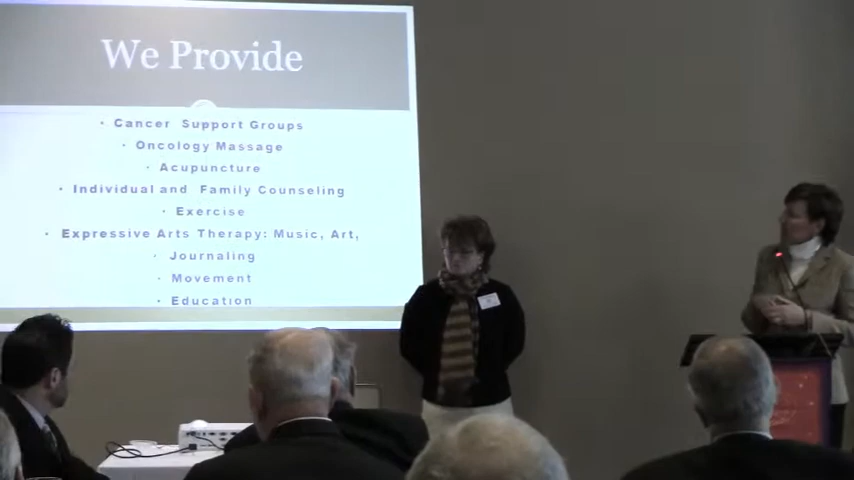 We Provide
• Cancer Support Groups
• Oncology Massage
• Acupuncture
• Individual and Family Counseling
• Exercise
• Expressive Arts Therapy: Music, Art,
• Journaling
• Movement
• Education